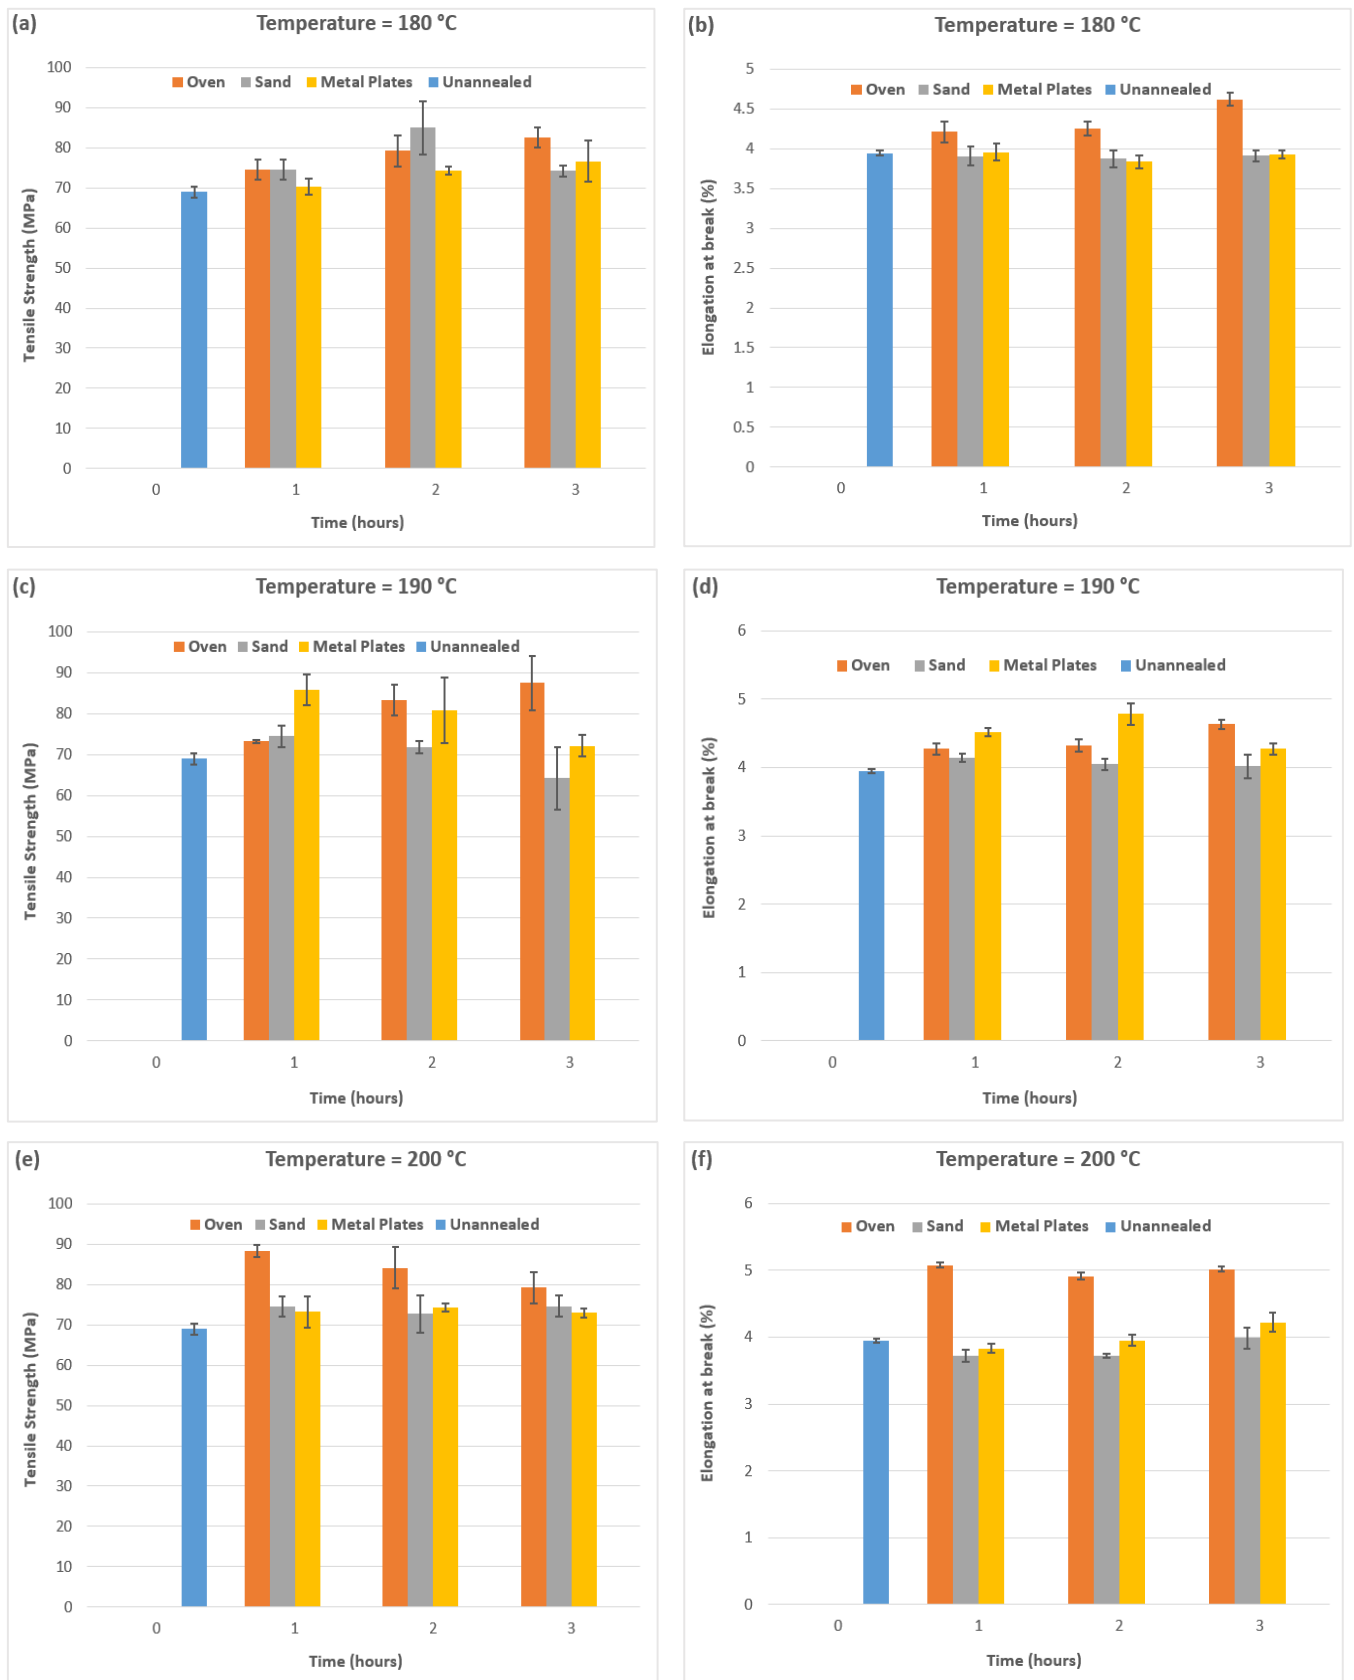 (a) Temperature = 180 °C
Oven Sand Metal Plates Unannealed
Tensile Strength (MPa)
100
90
80
70
60
50
40
30
20
10
0
0 1 2 3
Time (hours)
(b) Temperature = 180 °C
Oven Sand Metal Plates Unannealed
Elongation at break (%)
5
4.5
4
3.5
3
2.5
2
1.5
1
0.5
0
0 1 2 3
Time (hours)
(c) Temperature = 190 °C
Oven Sand Metal Plates Unannealed
Tensile Strength (MPa)
100
90
80
70
60
50
40
30
20
10
0
0 1 2 3
Time (hours)
(d) Temperature = 190 °C
Oven Sand Metal Plates Unannealed
Elongation at break (%)
6
5
4
3
2
1
0
0 1 2 3
Time (hours)
(e) Temperature = 200 °C
Oven Sand Metal Plates Unannealed
Tensile Strength (MPa)
100
90
80
70
60
50
40
30
20
10
0
0 1 2 3
Time (hours)
(f) Temperature = 200 °C
Oven Sand Metal Plates Unannealed
Elongation at break (%)
6
5
4
3
2
1
0
0 1 2 3
Time (hours)